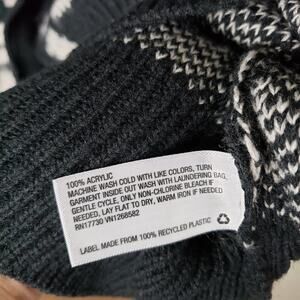 100% ACRYLIC
MACHINE WASH COLD WITH LIKE COLORS, TURN
GARMENT INSIDE OUT WASH WITH LAUNDERING BAG,
GENTLE CYCLE, ONLY NON-CHLORINE BLEACH IF
NEEDED, LAY FLAT TO DRY, WARM IRON IF NEEDED
RN17730 VN1268582
LABEL MADE FROM 100% RECYCLED PLASTIC